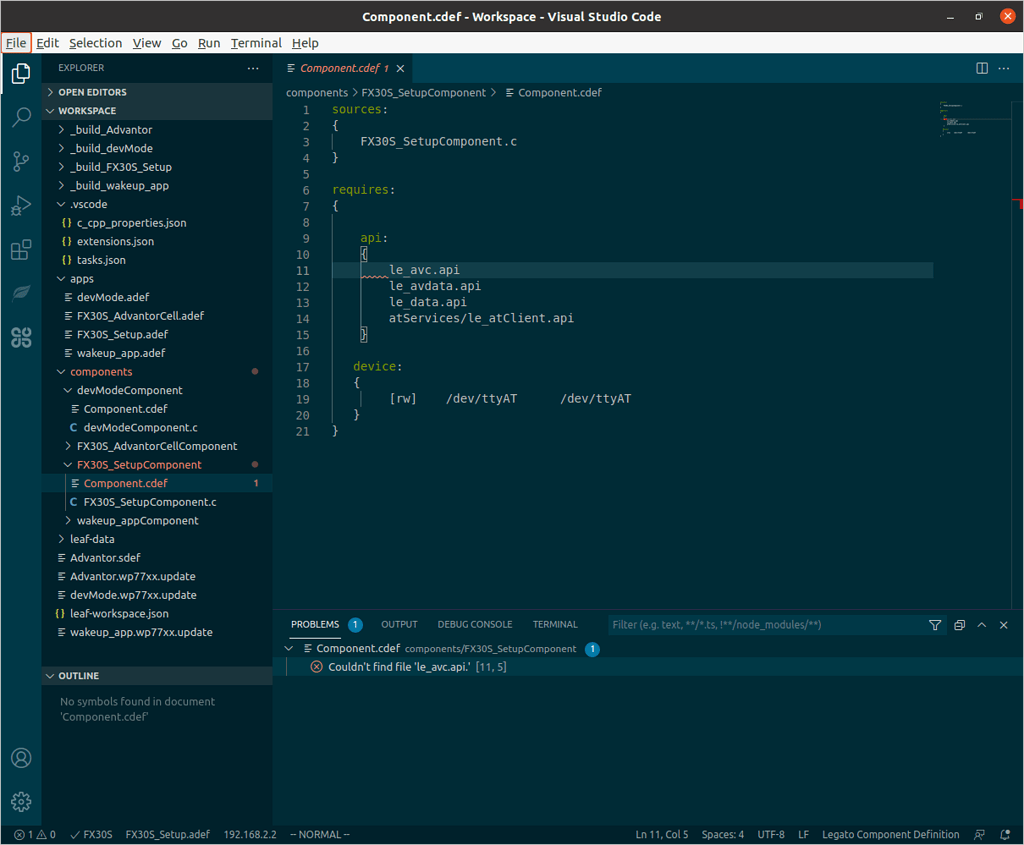 Component.cdef - Workspace - Visual Studio Code
File Edit Selection View Go Run Terminal Help
EXPLORER
OPEN EDITORS
WORKSPACE
_build_Advantor
_build_devMode
_build_FX30S_Setup
_build_wakeup_app
.vscode
{} c_cpp_properties.json
{} extensions.json
{} tasks.json
apps
devMode.adef
FX30S_AdvantorCell.adef
FX30S_Setup.adef
wakeup_app.adef
components
devModeComponent
Component.cdef
C devModeComponent.c
FX30S_AdvantorCellComponent
FX30S_SetupComponent
Component.cdef 1
C FX30S_SetupComponent.c
wakeup_appComponent
leaf-data
Advantor.sdef
Advantor.wp77xx.update
devMode.wp77xx.update
{} leaf-workspace.json
wakeup_app.wp77xx.update
OUTLINE
No symbols found in document
'Component.cdef'
Component.cdef 1
components > FX30S_SetupComponent > Component.cdef
1 sources:
2 {
3 FX30S_SetupComponent.c
4 }
5
6 requires:
7 {
8
9 api:
10 {
11 le_avc.api
12 le_avdata.api
13 le_data.api
14 atServices/le_atClient.api
15 }
16
17 device:
18 {
19 [rw] /dev/ttyAT /dev/ttyAT
20 }
21 }
PROBLEMS 1 OUTPUT DEBUG CONSOLE TERMINAL Filter (e.g. text, **/*.ts, !**/node_modules/**)
Component.cdef components/FX30S_SetupComponent 1
Couldn't find file 'le_avc.api.' [11, 5]
1 0 FX30S FX30S_Setup.adef 192.168.2.2 -- NORMAL -- Ln 11, Col 5 Spaces: 4 UTF-8 LF Legato Component Definition